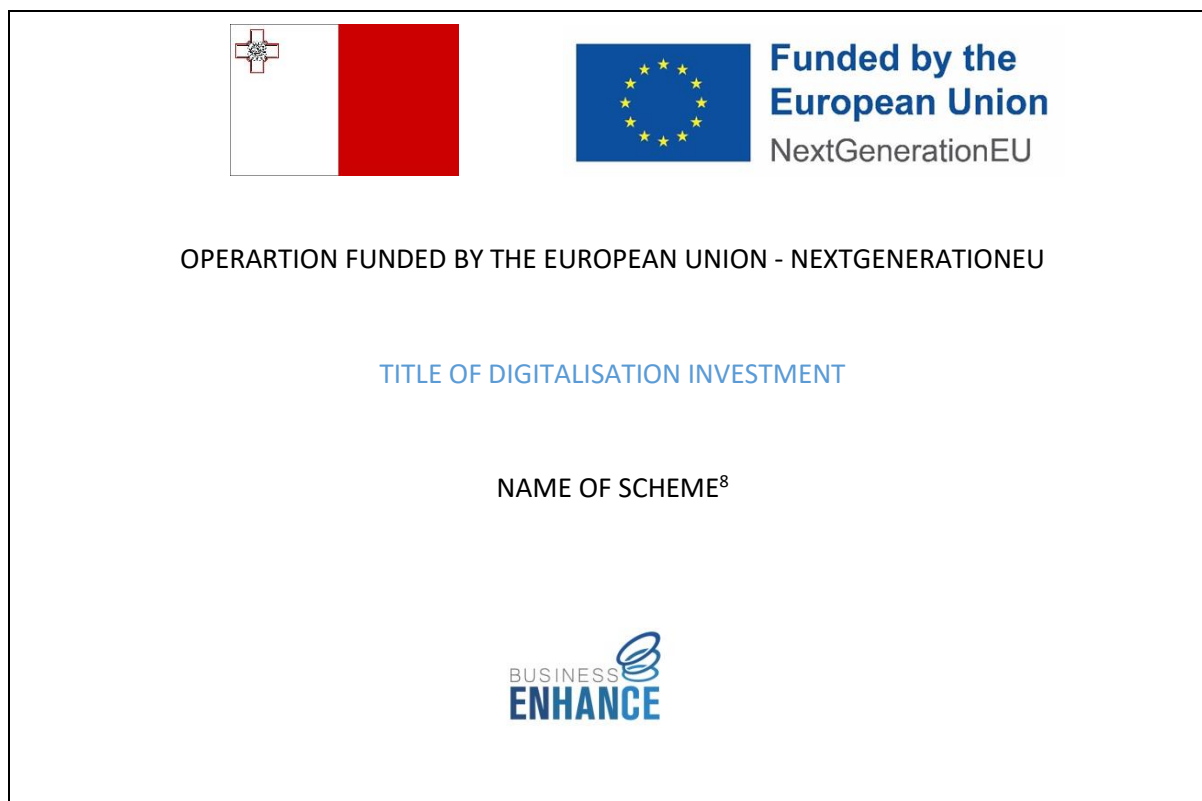 Funded by the
European Union
NextGenerationEU
OPERARTION FUNDED BY THE EUROPEAN UNION - NEXTGENERATIONEU
TITLE OF DIGITALISATION INVESTMENT
NAME OF SCHEME⁸
BUSINESS
ENHANCE